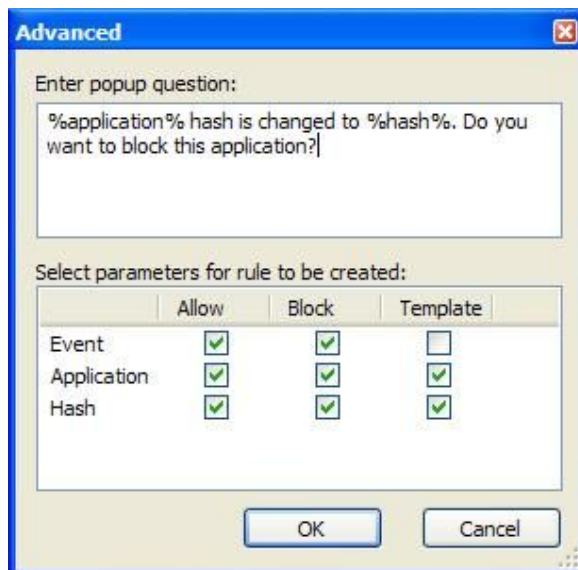 Advanced
Enter popup question:
%application% hash is changed to %hash%. Do you
want to block this application?
Select parameters for rule to be created:
Allow Block Template
Event
Application
Hash
OK Cancel